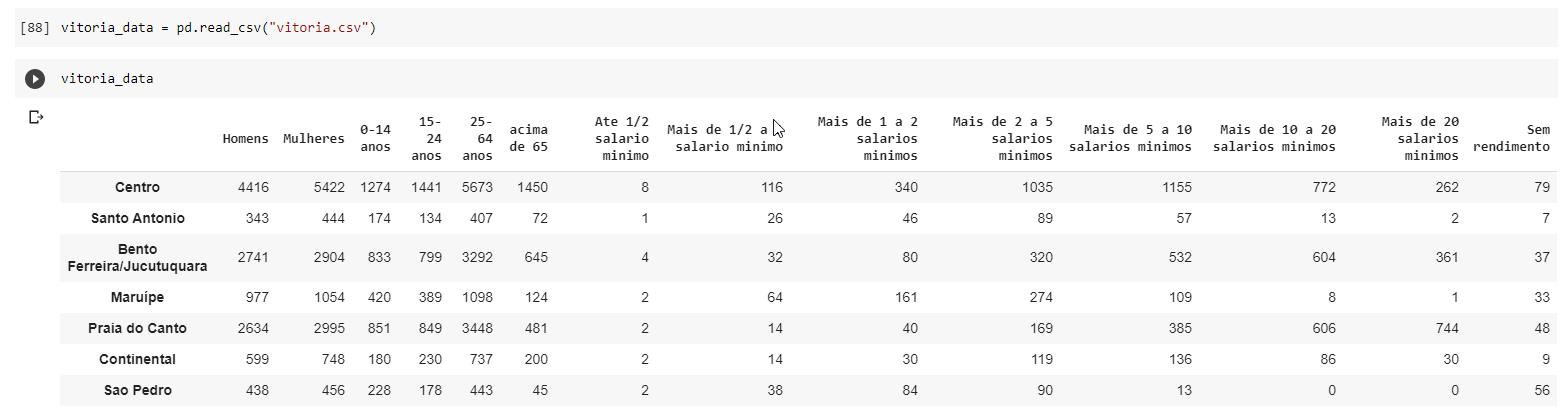 [88] vitoria_data = pd.read_csv("vitoria.csv")
vitoria_data
Homens Mulheres 0-14 anos 15-24 anos 25-64 anos acima de 65 Ate 1/2 salario minimo Mais de 1/2 a salario minimo Mais de 1 a 2 salarios minimos Mais de 2 a 5 salarios minimos Mais de 5 a 10 salarios minimos Mais de 10 a 20 salarios minimos Mais de 20 salarios minimos Sem rendimento
Centro 4416 5422 1274 1441 5673 1450 8 116 340 1035 1155 772 262 79
Santo Antonio 343 444 174 134 407 72 1 26 46 89 57 13 2 7
Bento Ferreira/Jucutuquara 2741 2904 833 799 3292 645 4 32 80 320 532 604 361 37
Maruípe 977 1054 420 389 1098 124 2 64 161 274 109 8 1 33
Praia do Canto 2634 2995 851 849 3448 481 2 14 40 169 385 606 744 48
Continental 599 748 180 230 737 200 2 14 30 119 136 86 30 9
Sao Pedro 438 456 228 178 443 45 2 38 84 90 13 0 0 56